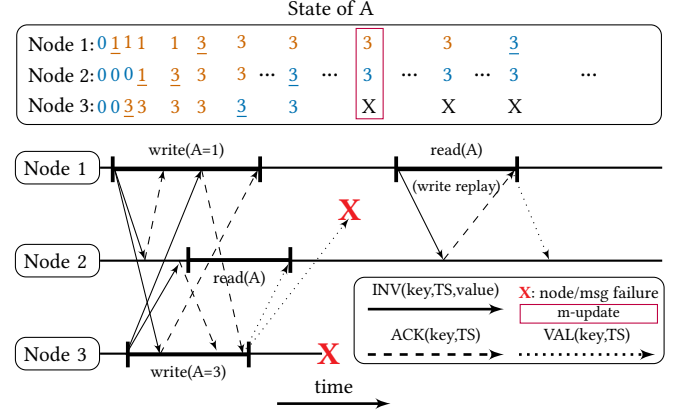 State of A
Node 1: 0 1 1 1 1 3 3 3 3 3 3
Node 2: 0 0 0 1 3 3 3 ... 3 ... 3 ... 3 ... 3 ...
Node 3: 0 0 3 3 3 3 3 3 X X X
write(A=1) read(A)
Node 1
(write replay)
X
Node 2
read(A)
INV(key,TS,value) X: node/msg failure
m-update
ACK(key,TS) VAL(key,TS)
Node 3 X
write(A=3)
time